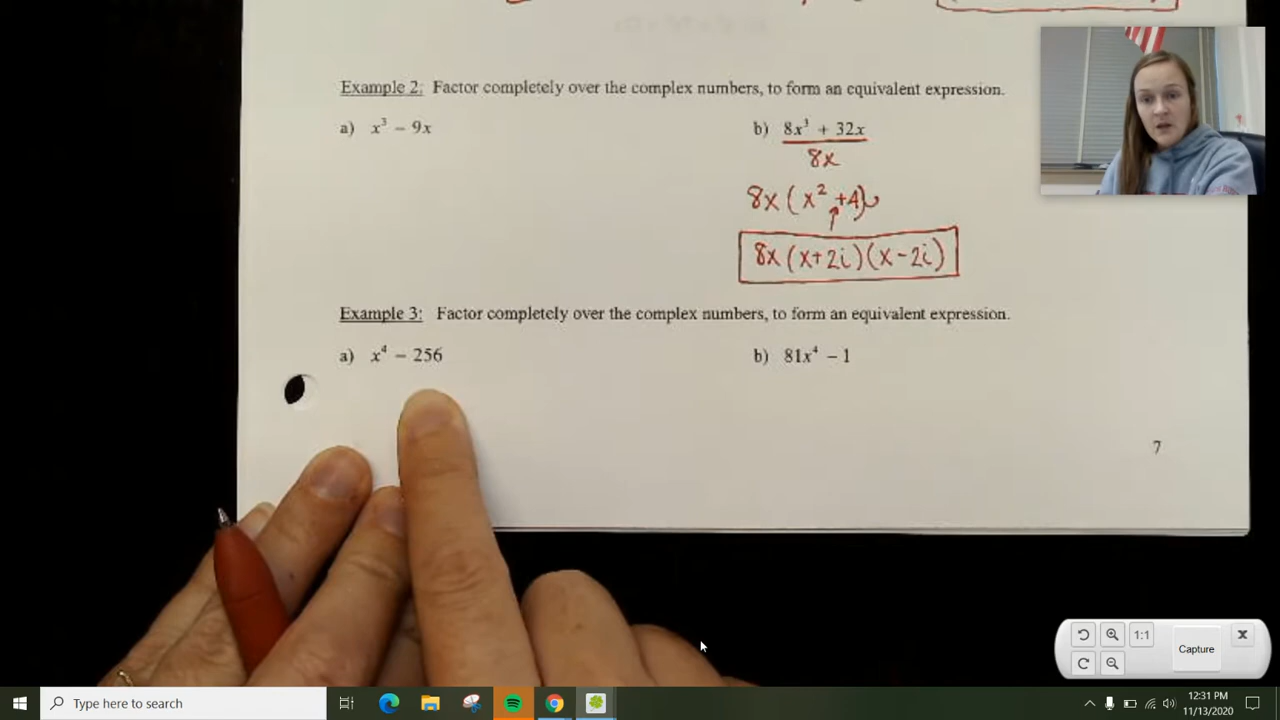 Example 2: Factor completely over the complex numbers, to form an equivalent expression.
a) x³ − 9x
b) 8x³ + 32x
8x
8x(x² + 4)
8x(x+2i)(x−2i)
Example 3: Factor completely over the complex numbers, to form an equivalent expression.
a) x⁴ − 256
b) 81x⁴ − 1
7
1:1
Capture
Type here to search
12:31 PM
11/13/2020